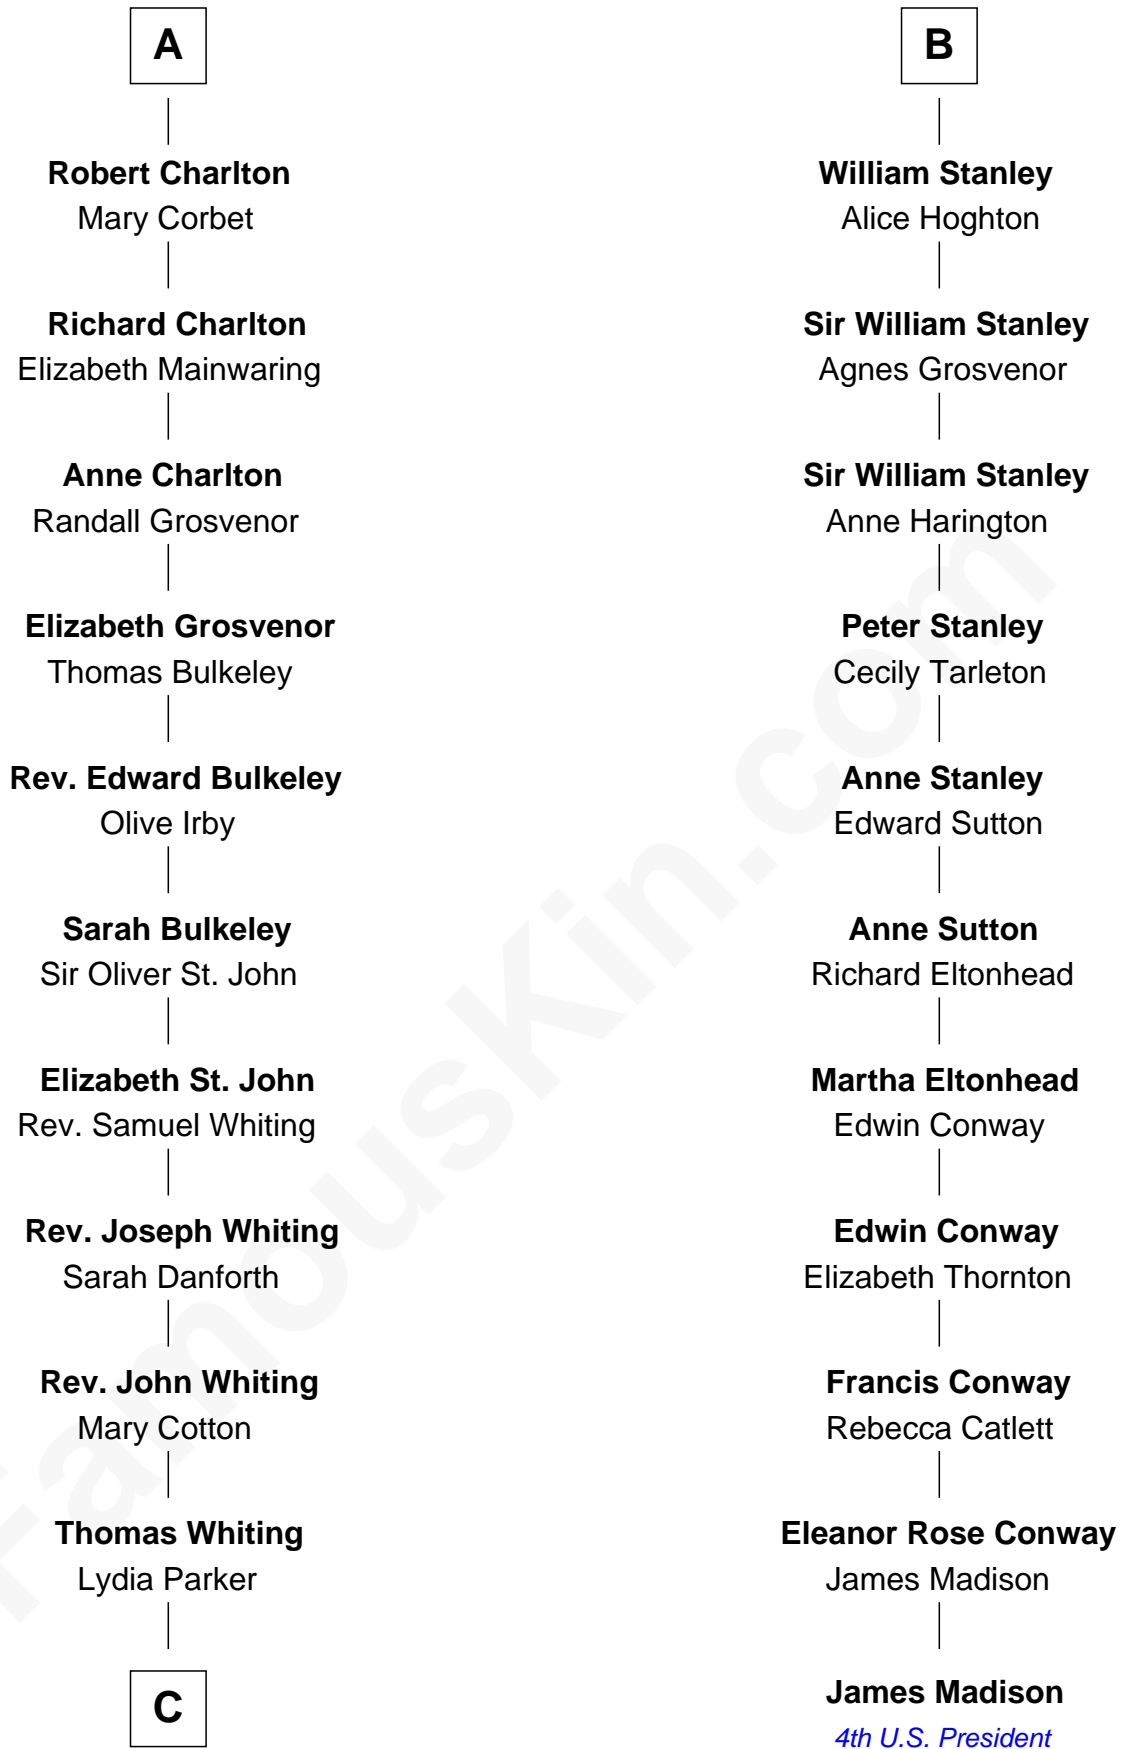 A
Robert Charlton
Mary Corbet
Richard Charlton
Elizabeth Mainwaring
Anne Charlton
Randall Grosvenor
Elizabeth Grosvenor
Thomas Bulkeley
Rev. Edward Bulkeley
Olive Irby
Sarah Bulkeley
Sir Oliver St. John
Elizabeth St. John
Rev. Samuel Whiting
Rev. Joseph Whiting
Sarah Danforth
Rev. John Whiting
Mary Cotton
Thomas Whiting
Lydia Parker
C
B
William Stanley
Alice Hoghton
Sir William Stanley
Agnes Grosvenor
Sir William Stanley
Anne Harington
Peter Stanley
Cecily Tarleton
Anne Stanley
Edward Sutton
Anne Sutton
Richard Eltonhead
Martha Eltonhead
Edwin Conway
Edwin Conway
Elizabeth Thornton
Francis Conway
Rebecca Catlett
Eleanor Rose Conway
James Madison
James Madison
4th U.S. President
FamousKin.com